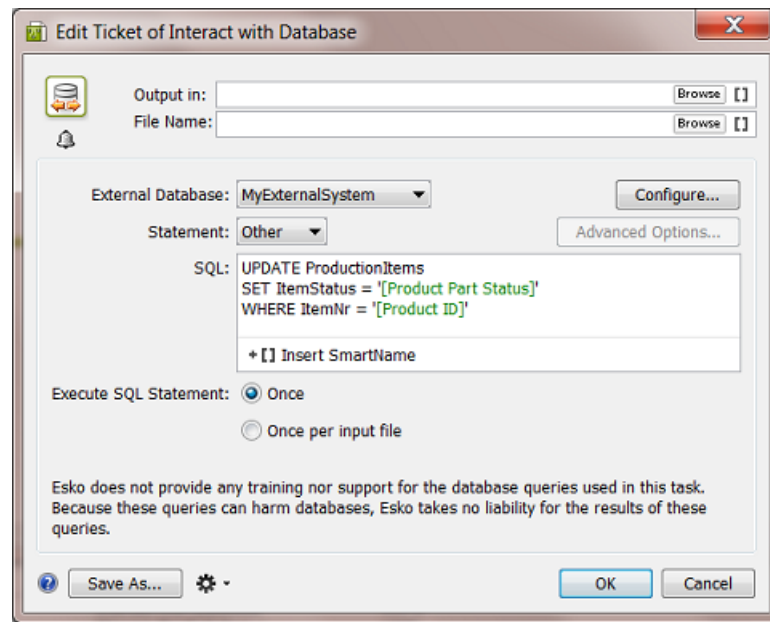 Edit Ticket of Interact with Database
Output in:
Browse []
File Name:
Browse []
External Database: MyExternalSystem
Configure...
Statement: Other
Advanced Options...
SQL: UPDATE ProductionItems
SET ItemStatus = '[Product Part Status]'
WHERE ItemNr = '[Product ID]'
+[] Insert SmartName
Execute SQL Statement: Once
Once per input file
Esko does not provide any training nor support for the database queries used in this task.
Because these queries can harm databases, Esko takes no liability for the results of these
queries.
? Save As...
OK
Cancel